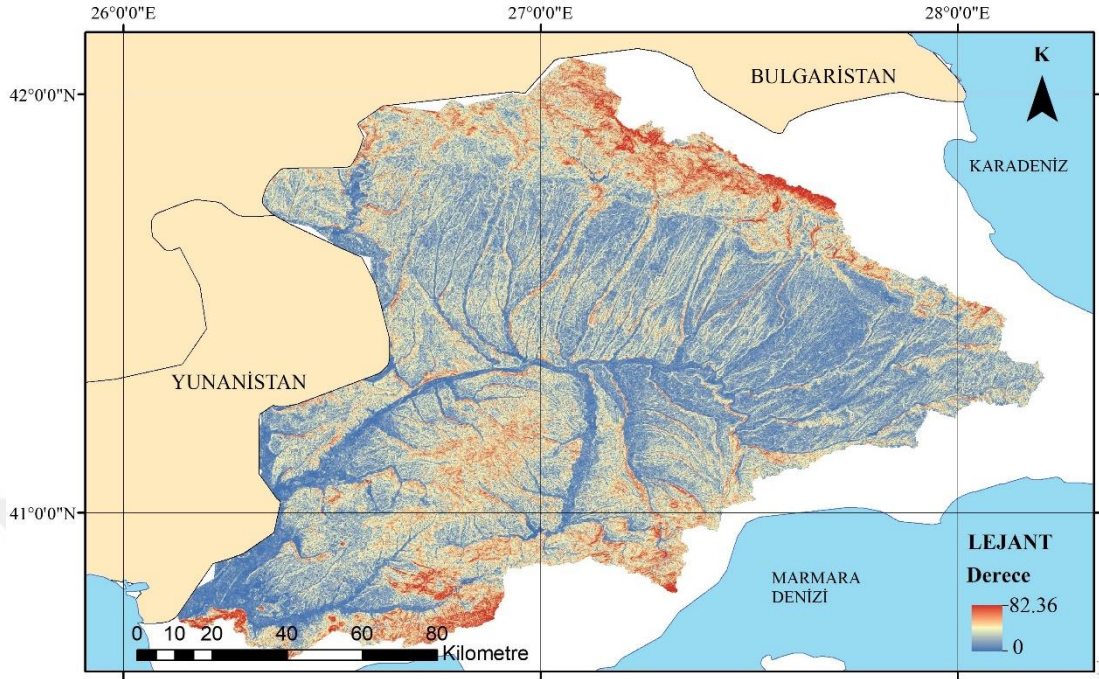 26°0'0"E
27°0'0"E
28°0'0"E
42°0'0"N
BULGARİSTAN
K
KARADENİZ
YUNANİSTAN
41°0'0"N
MARMARA
DENİZİ
LEJANT
Derece
82.36
0
0 10 20 40 60 80
Kilometre